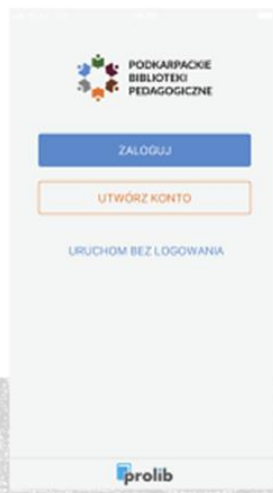 PODKARPACKIE
BIBLIOTEKI
PEDAGOGICZNE
ZALOGUJ
UTWÓRZ KONTO
URUCHOM BEZ LOGOWANIA
prolib